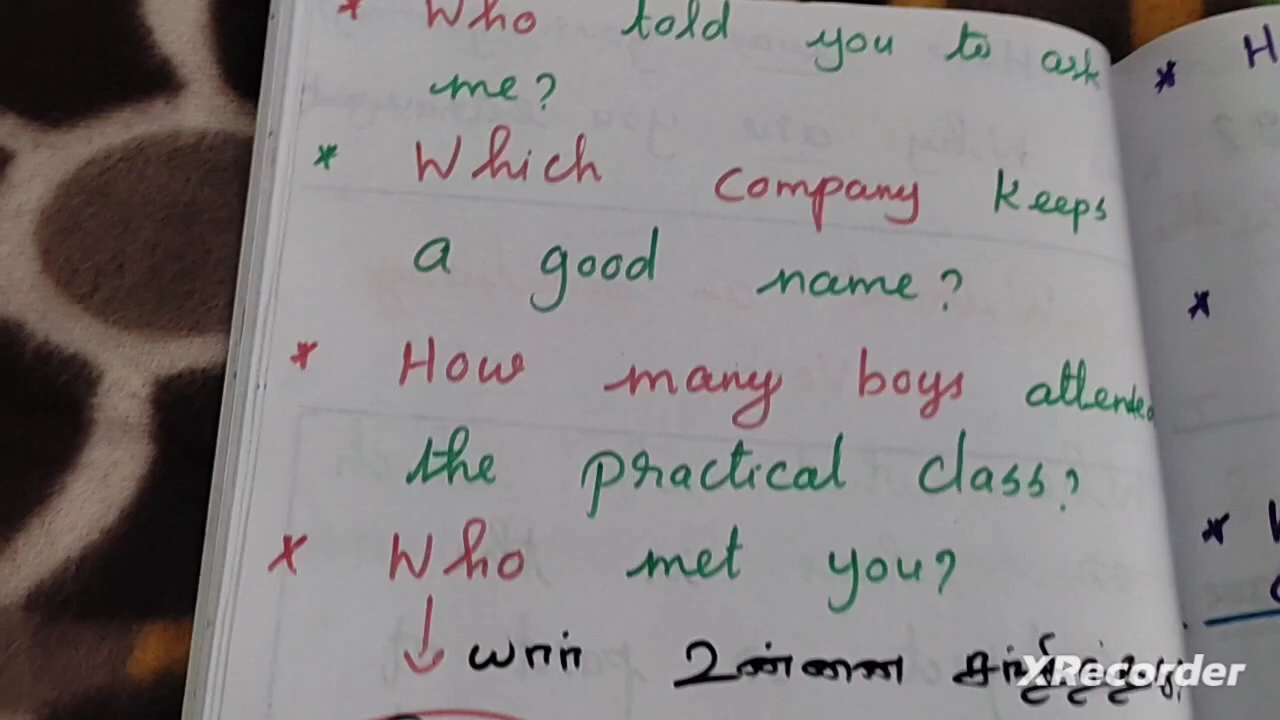 * Who told you to ask
me?
* Which company keeps
a good name?
* How many boys attended
the practical class?
* Who met you?
↓ யார் உன்னை
XRecorder
* H
*
*